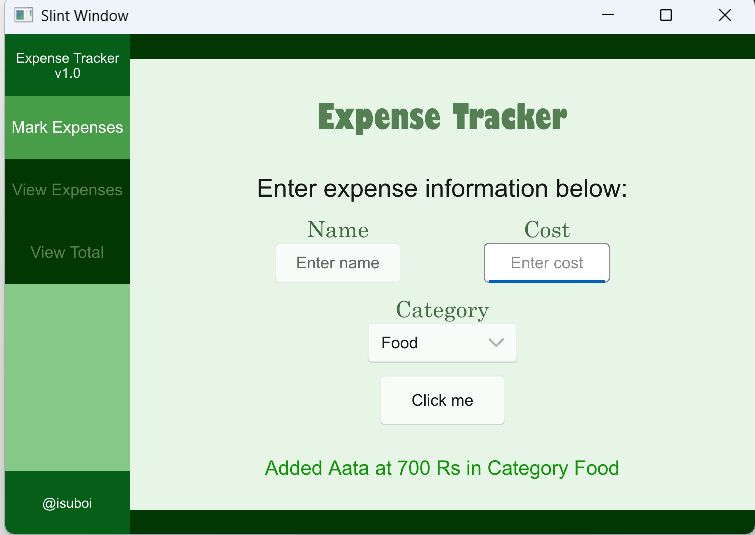 Slint Window
Expense Tracker
v1.0
Mark Expenses
View Expenses
View Total
@isuboi
Expense Tracker
Enter expense information below:
Name Cost
Enter name Enter cost
Category
Food
Click me
Added Aata at 700 Rs in Category Food